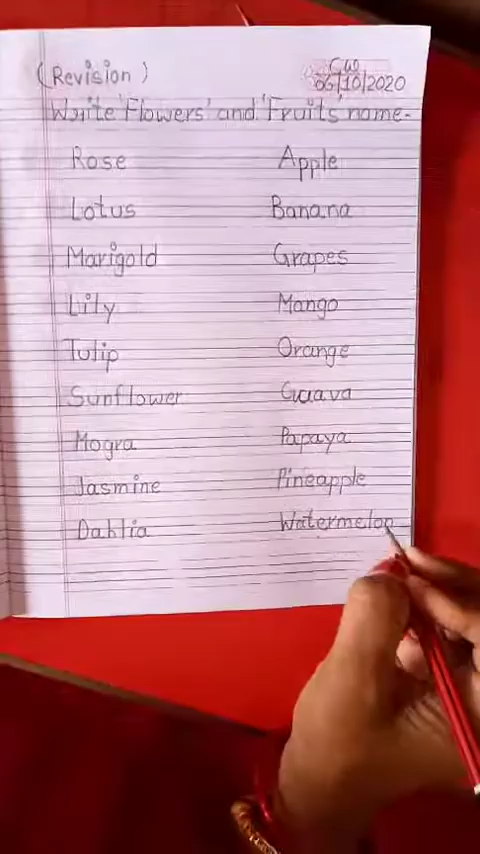 (Revision) C.W
06/10/2020
Write 'Flowers' and 'Fruits' name-
Rose Apple
Lotus Banana
Marigold Grapes
Lily Mango
Tulip Orange
Sunflower Guava
Mogra Papaya
Jasmine Pineapple
Dahlia Watermelon